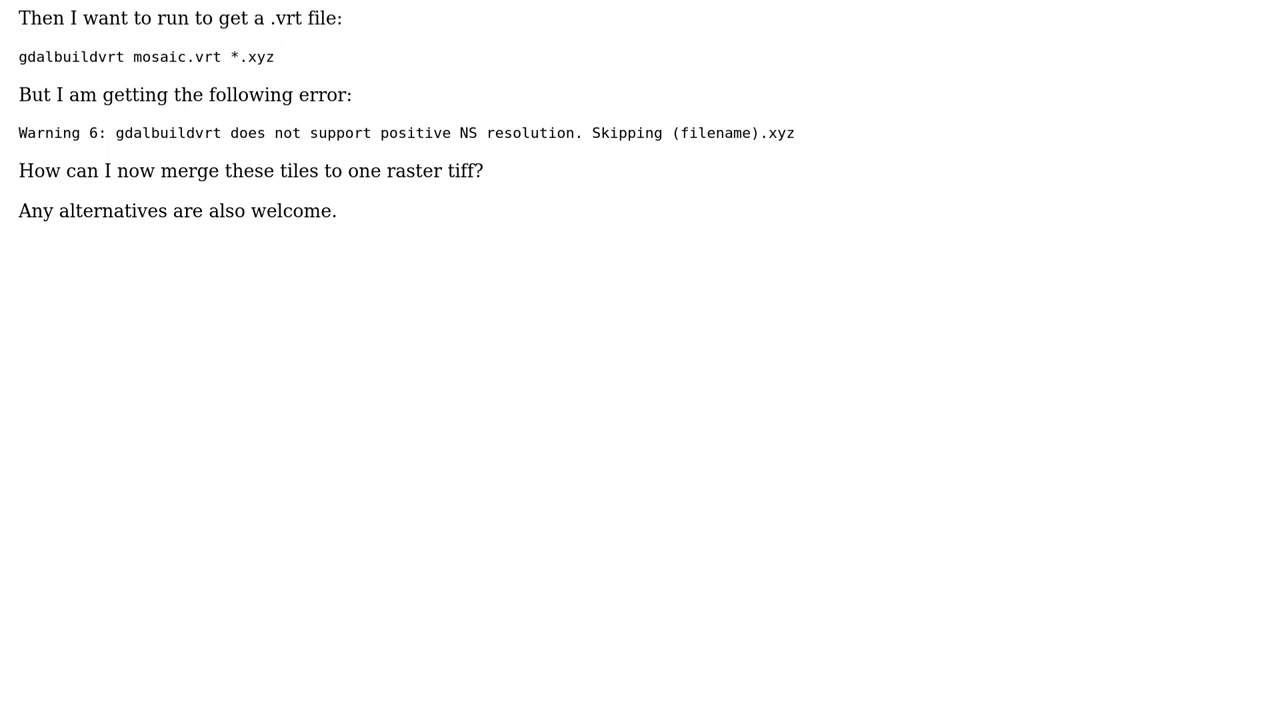 Then I want to run to get a .vrt file:
gdalbuildvrt mosaic.vrt *.xyz
But I am getting the following error:
Warning 6: gdalbuildvrt does not support positive NS resolution. Skipping (filename).xyz
How can I now merge these tiles to one raster tiff?
Any alternatives are also welcome.